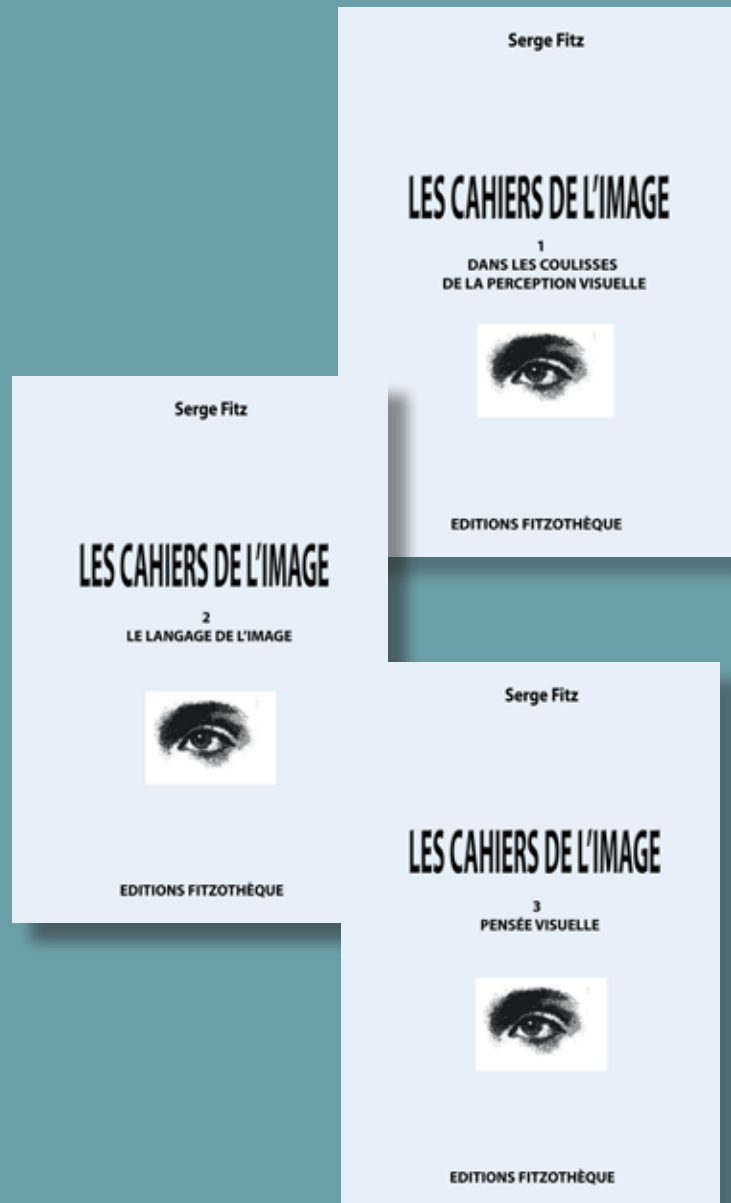 Serge Fitz
LES CAHIERS DE L'IMAGE
1
DANS LES COULISSES
DE LA PERCEPTION VISUELLE
EDITIONS FITZOTHÈQUE
Serge Fitz
LES CAHIERS DE L'IMAGE
2
LE LANGAGE DE L'IMAGE
EDITIONS FITZOTHÈQUE
Serge Fitz
LES CAHIERS DE L'IMAGE
3
PENSÉE VISUELLE
EDITIONS FITZOTHÈQUE